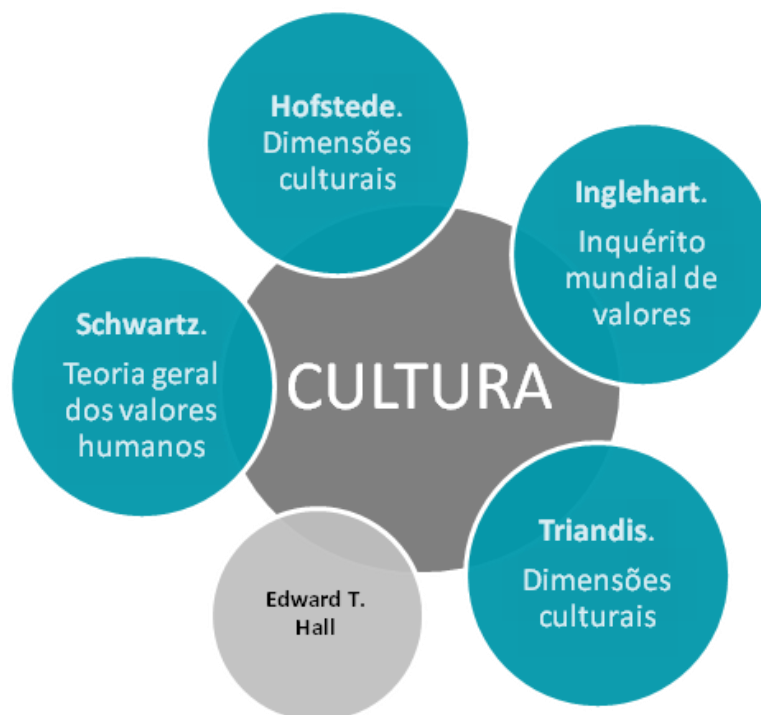 Hofstede.
Dimensões
culturais
Inglehart.
Inquérito
mundial de
valores
Schwartz.
Teoria geral
dos valores
humanos
CULTURA
Triandis.
Dimensões
culturais
Edward T.
Hall